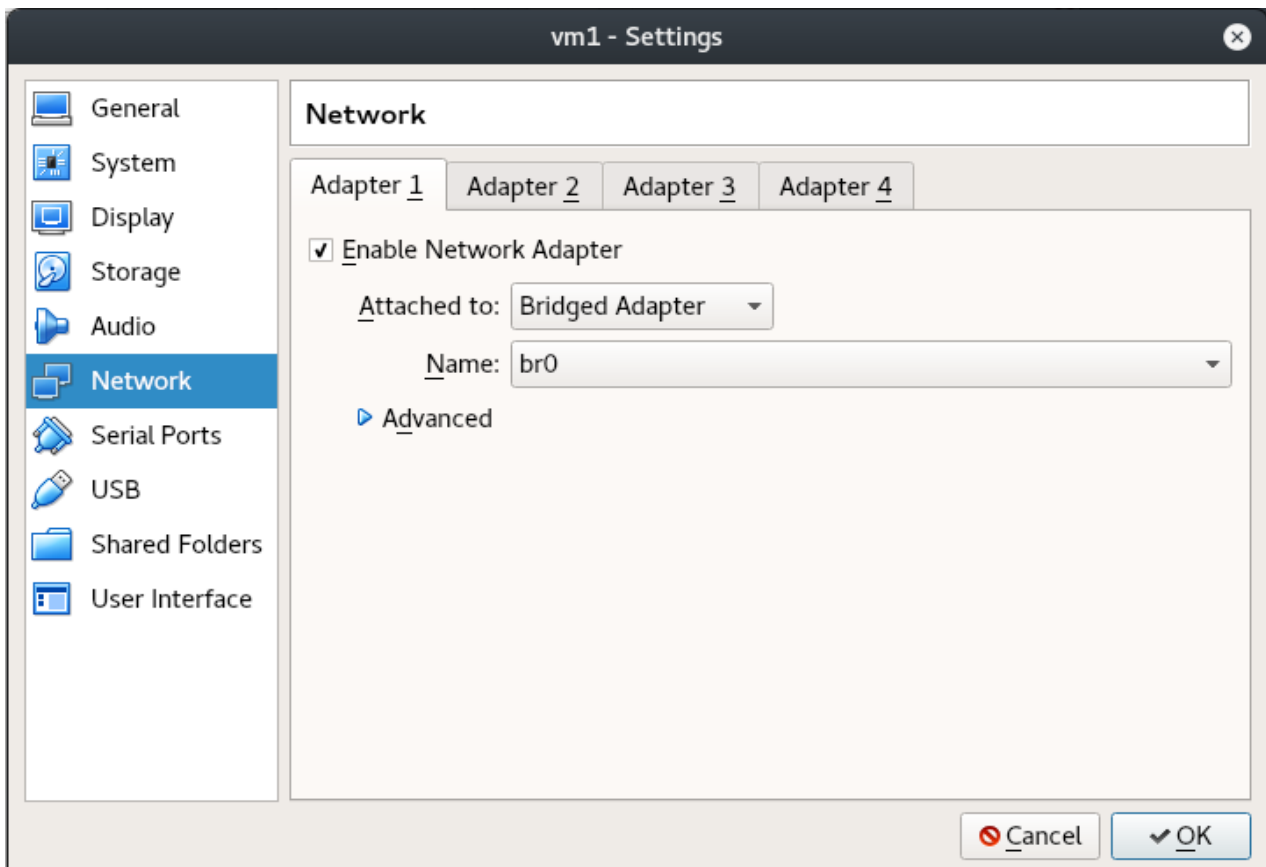 vm1 - Settings
General
System
Display
Storage
Audio
Network
Serial Ports
USB
Shared Folders
User Interface
Network
Adapter 1 Adapter 2 Adapter 3 Adapter 4
Enable Network Adapter
Attached to: Bridged Adapter
Name: br0
Advanced
Cancel OK